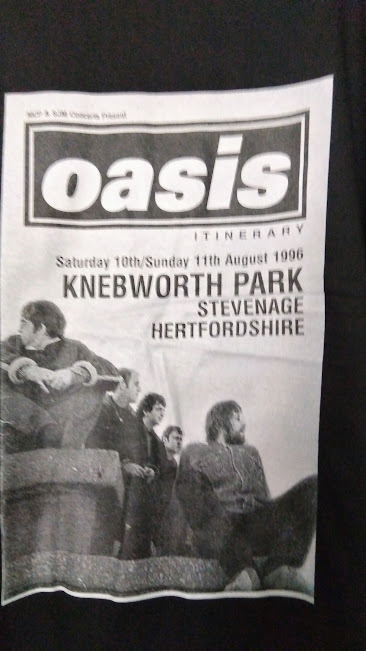 MCP & SJM Concerts Present
oasis
ITINERARY
Saturday 10th/Sunday 11th August 1996
KNEBWORTH PARK
STEVENAGE
HERTFORDSHIRE